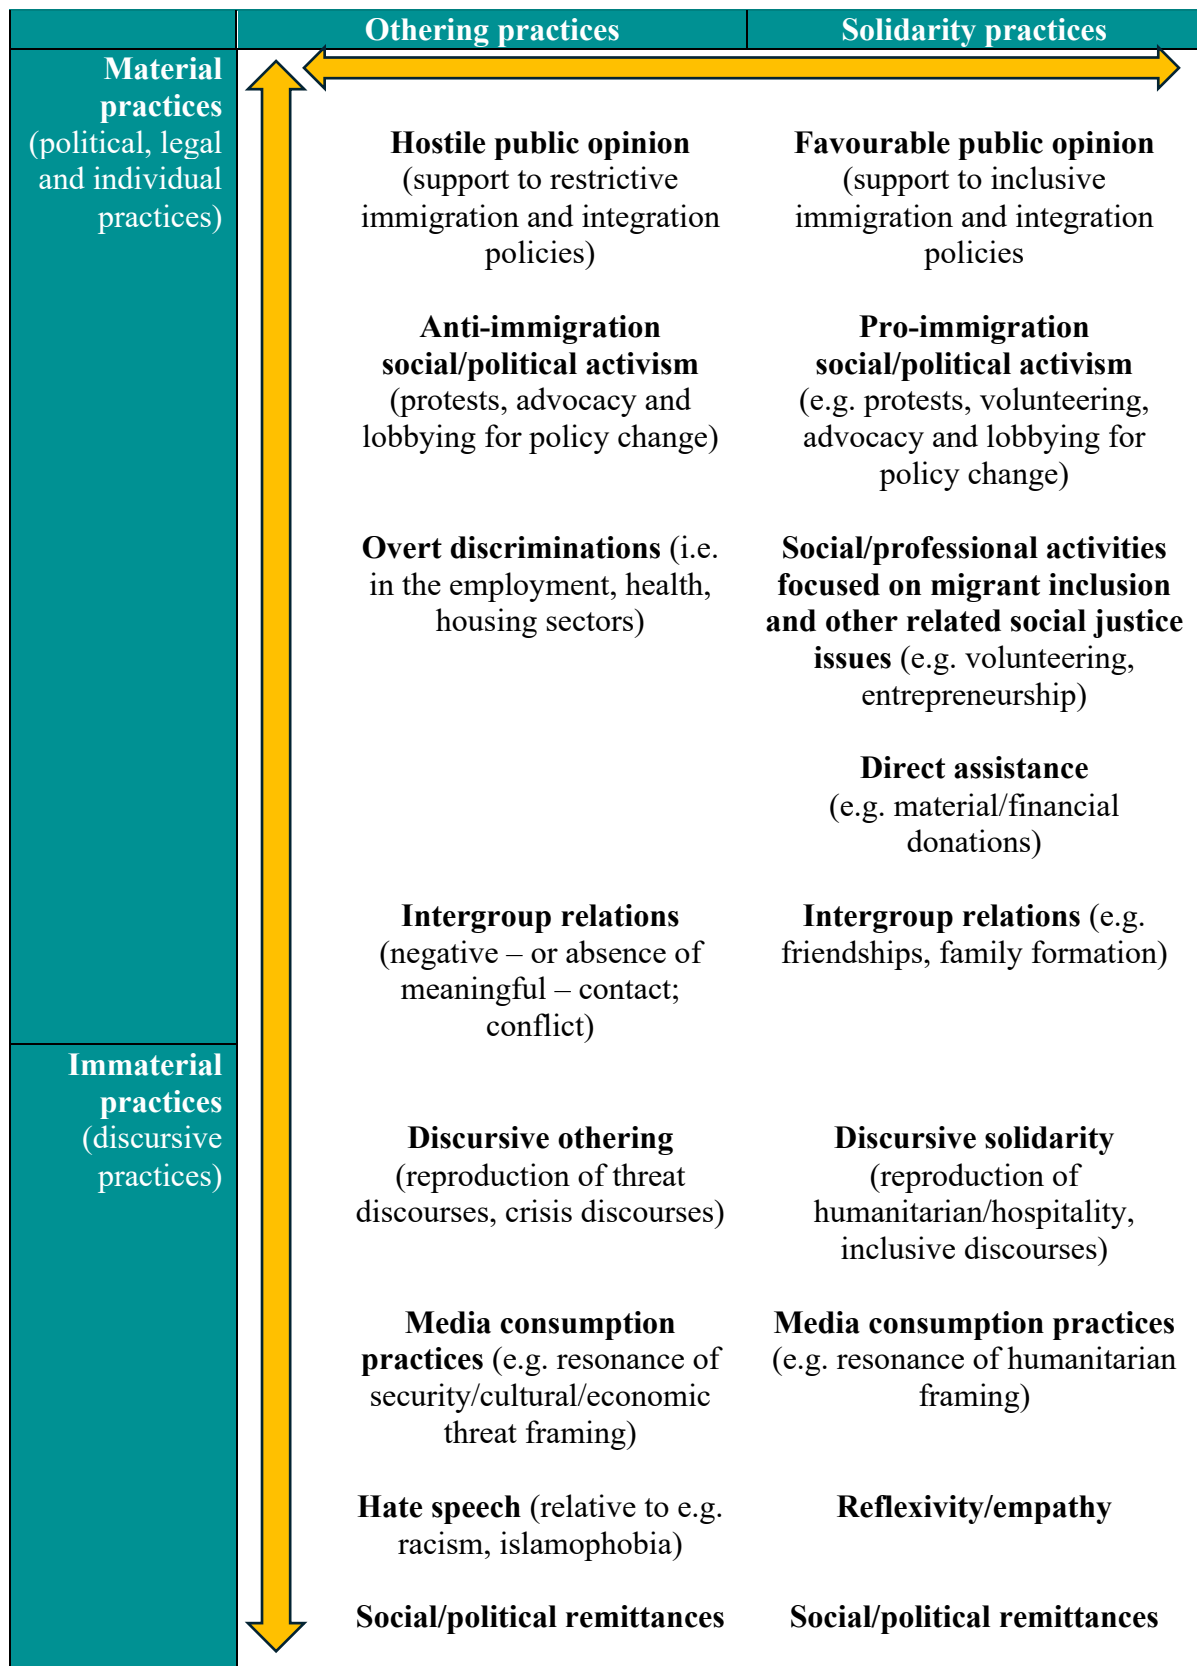 Othering practices
Solidarity practices
Material
practices
(political, legal
and individual
practices)
Hostile public opinion
(support to restrictive
immigration and integration
policies)
Favourable public opinion
(support to inclusive
immigration and integration
policies
Anti-immigration
social/political activism
(protests, advocacy and
lobbying for policy change)
Pro-immigration
social/political activism
(e.g. protests, volunteering,
advocacy and lobbying for
policy change)
Overt discriminations (i.e.
in the employment, health,
housing sectors)
Social/professional activities
focused on migrant inclusion
and other related social justice
issues (e.g. volunteering,
entrepreneurship)
Direct assistance
(e.g. material/financial
donations)
Intergroup relations
(negative – or absence of
meaningful – contact;
conflict)
Intergroup relations (e.g.
friendships, family formation)
Immaterial
practices
(discursive
practices)
Discursive othering
(reproduction of threat
discourses, crisis discourses)
Discursive solidarity
(reproduction of
humanitarian/hospitality,
inclusive discourses)
Media consumption
practices (e.g. resonance of
security/cultural/economic
threat framing)
Media consumption practices
(e.g. resonance of humanitarian
framing)
Hate speech (relative to e.g.
racism, islamophobia)
Reflexivity/empathy
Social/political remittances
Social/political remittances